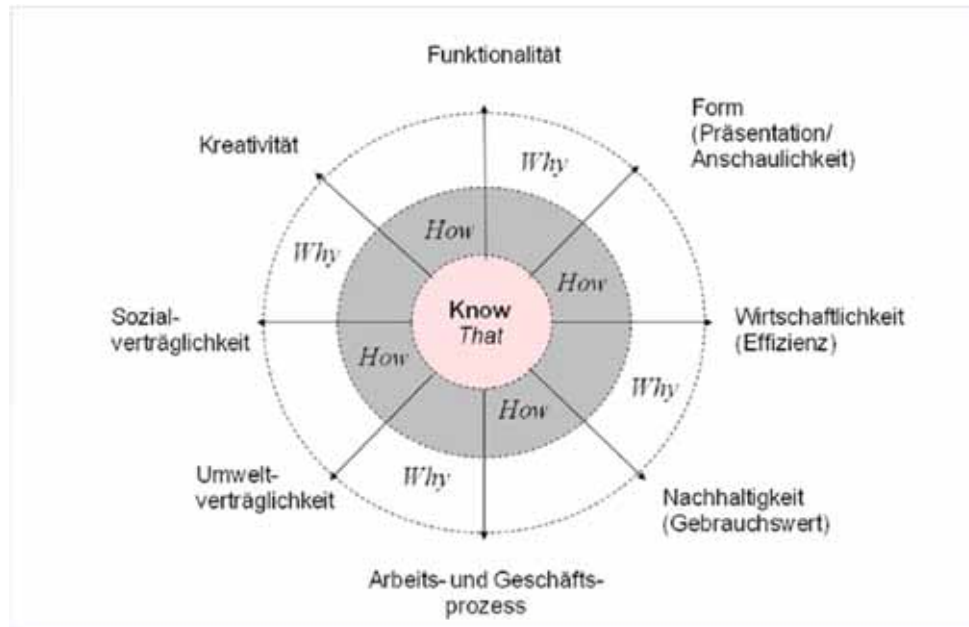 Funktionalität
Form
(Präsentation/
Anschaulichkeit)
Kreativität
Why
How
Why
How
Know
That
Sozial-
verträglichkeit
Wirtschaftlichkeit
(Effizienz)
How
Why
How
Why
Umwelt-
verträglichkeit
Nachhaltigkeit
(Gebrauchswert)
Arbeits- und Geschäfts-
prozess